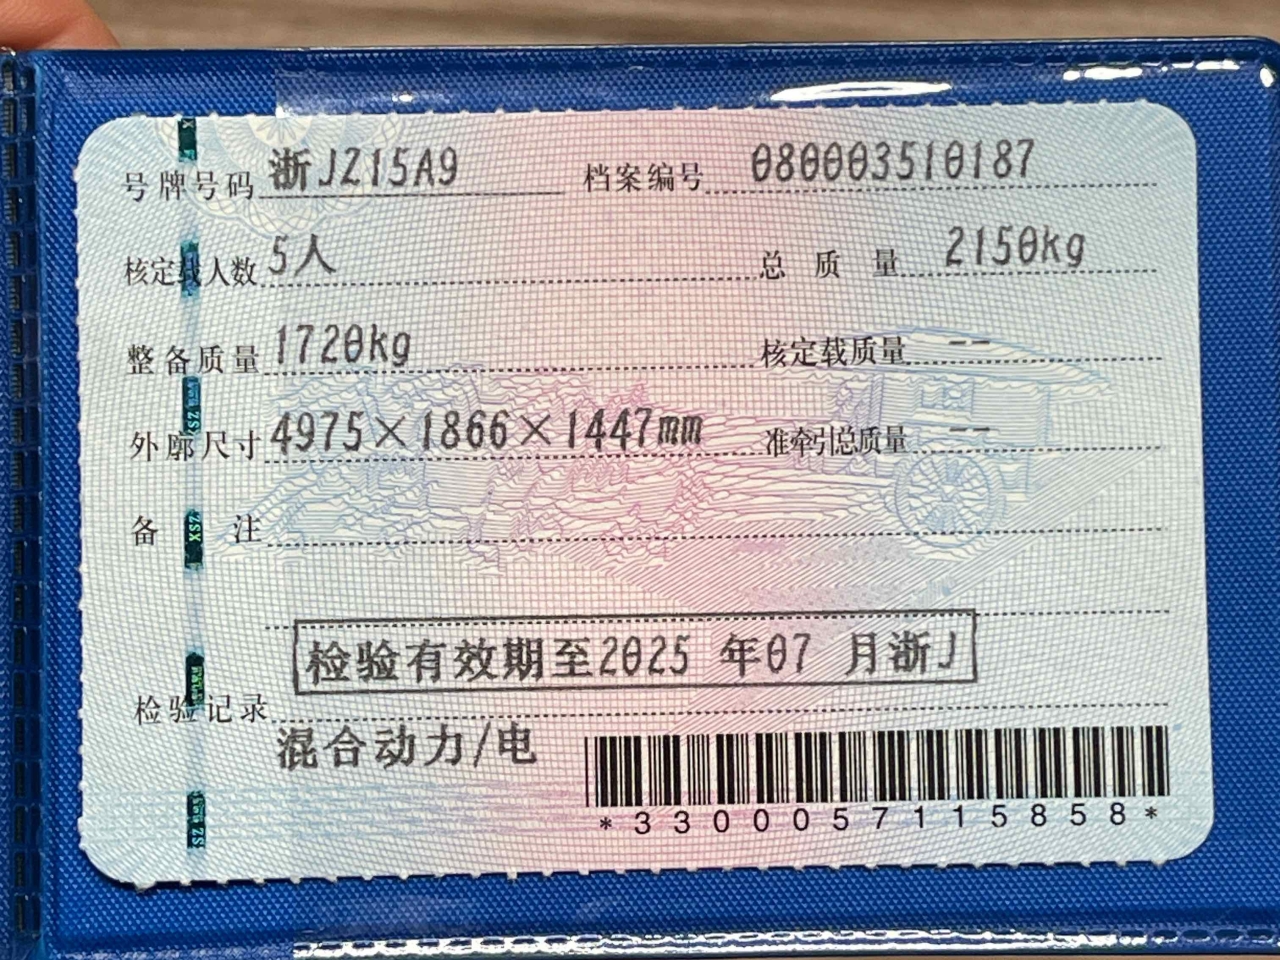 号牌号码 浙JZ15A9 档案编号 080003510187
核定载人数 5人 总质量 2150kg
整备质量 1720kg 核定载质量 --
外廓尺寸 4975×1866×1447mm 准牵引总质量 --
备注
检验有效期至2025 年07 月浙J
检验记录
混合动力/电
*3300057115858*